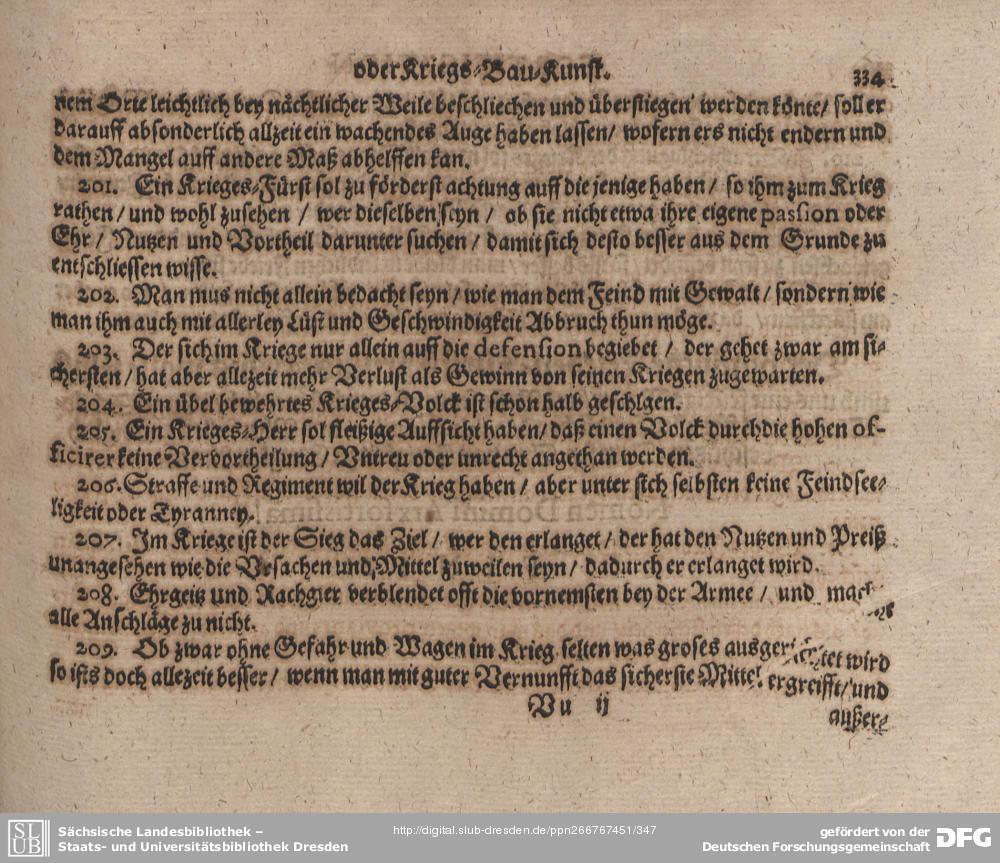 oder Kriegs-Bau-Kunst. 334
nem Orte leichtlich bey nächtlicher Weile beschliechen und überstiegen werden könte/ soll er
darauff absonderlich allzeit ein wachendes Auge haben lassen/ wofern ers nicht endern und
dem Mangel auff andere Maß abhelffen kan.
201. Ein Krieges-Fürst sol zu förderst achtung auff die jenige haben/ so ihm zum Krieg
rathen/ und wohl zusehen/ wer dieselben seyn/ ob sie nicht etwa ihre eigene passion oder
Ehr/ Nutzen und Vortheil darunter suchen/ damit sich desto besser aus dem Grunde zu
entschliessen wisse.
202. Man mus nicht allein bedacht seyn/ wie man dem Feind mit Gewalt/ sondern wie
man ihm auch mit allerley Lüst und Geschwindigkeit Abbruch thun möge.
203. Der sich im Kriege nur allein auff die defension begiebet/ der gehet zwar am si-
chersten/ hat aber allezeit mehr Verlust als Gewinn von seinen Kriegen zugewarten.
204. Ein übel bewehrtes Krieges-Volck ist schon halb geschlgen.
205. Ein Krieges-Herr sol fleißige Auffsicht haben/ daß einen Volck durch die hohen of-
ficirer keine Vervortheilung/ Vntreu oder unrecht angethan werden.
206. Straffe und Regiment wil der Krieg haben/ aber unter sich selbsten keine Feindsee-
ligkeit oder Tyranney.
207. Im Kriege ist der Sieg das Ziel/ wer den erlanget/ der hat den Nutzen und Preiß
unangesehen wie die Vrsachen und Mittel zuweilen seyn/ dadurch er erlanget wird.
208. Ehrgeitz und Rachgier verblendet offt die vornemsten bey der Armee/ und macht
alle Anschläge zu nicht.
209. Ob zwar ohne Gefahr und Wagen im Krieg selten was groses ausgerichtet wird
so ists doch allezeit besser/ wenn man mit guter Vernunfft das sicherste Mittel ergreifft/ und
Vu ij außer-
SLUB Sächsische Landesbibliothek –
Staats- und Universitätsbibliothek Dresden
http://digital.slub-dresden.de/ppn266767451/347
gefördert von der
Deutschen Forschungsgemeinschaft DFG